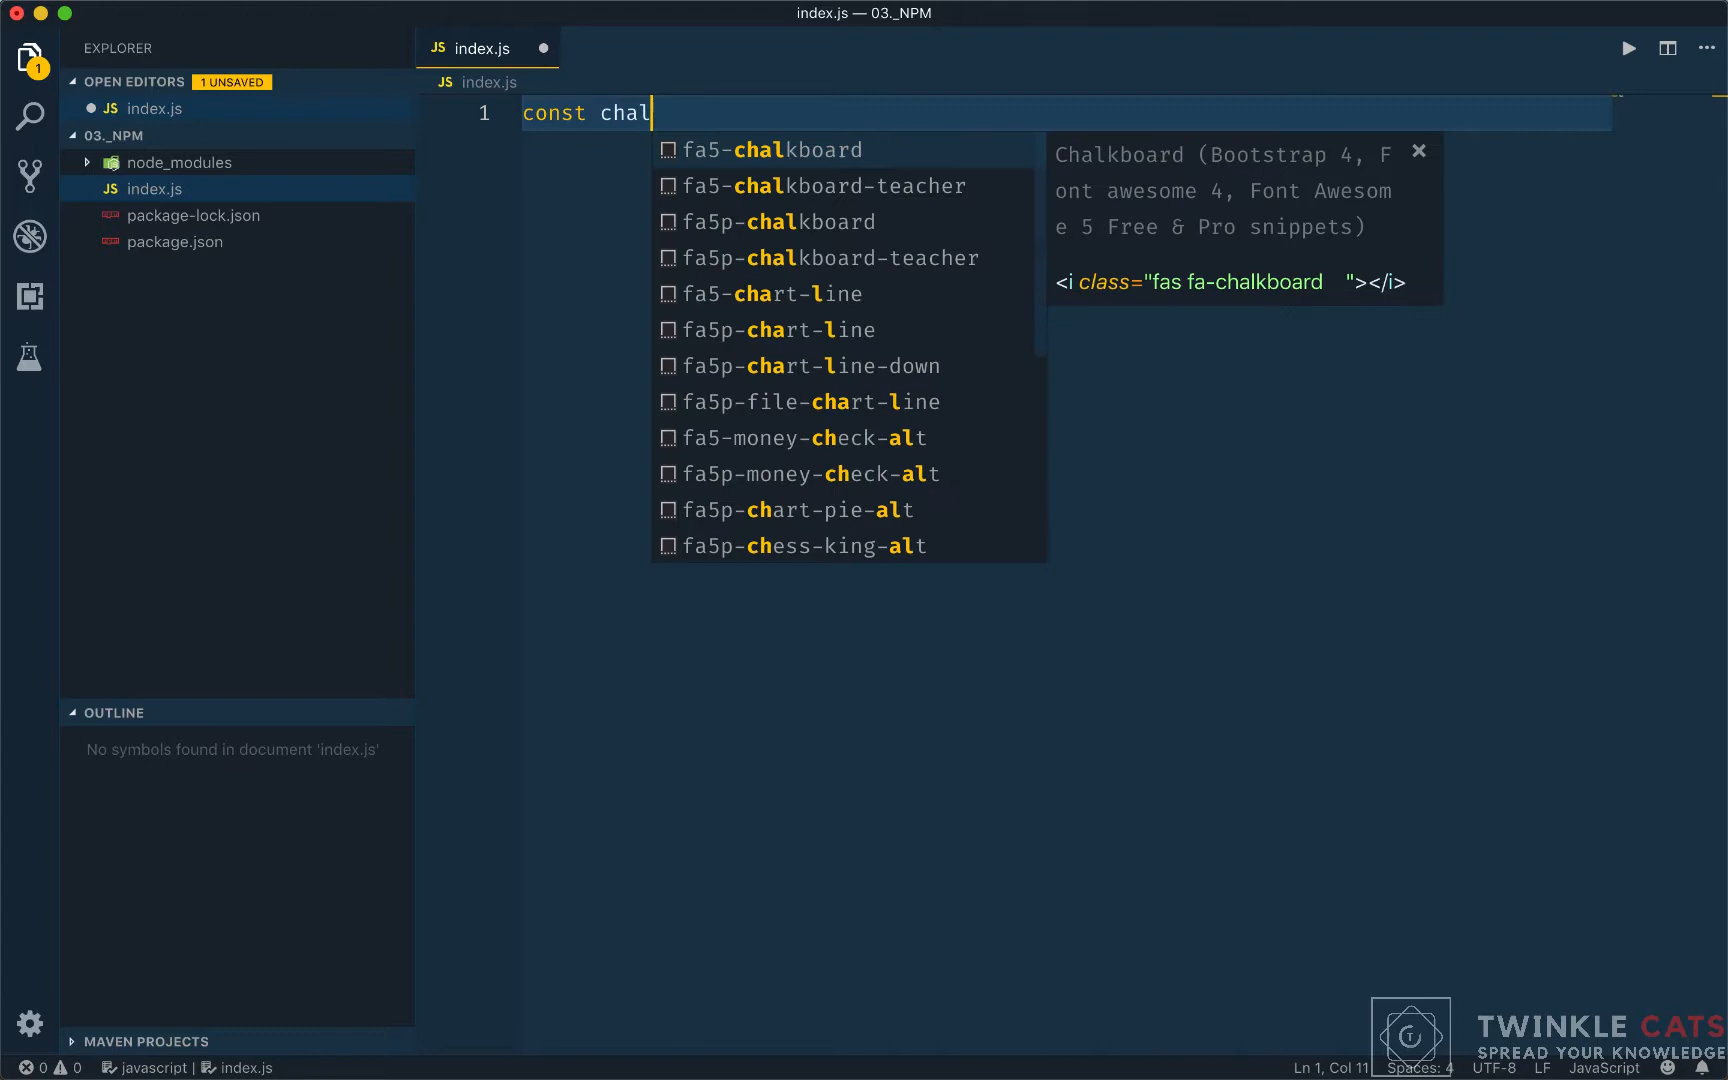 index.js — 03._NPM
EXPLORER
JS index.js
OPEN EDITORS 1 UNSAVED
JS index.js
JS index.js
03._NPM
node_modules
JS index.js
package-lock.json
package.json
1
1 const chal
fa5-chalkboard
fa5-chalkboard-teacher
fa5p-chalkboard
fa5p-chalkboard-teacher
fa5-chart-line
fa5p-chart-line
fa5p-chart-line-down
fa5p-file-chart-line
fa5-money-check-alt
fa5p-money-check-alt
fa5p-chart-pie-alt
fa5p-chess-king-alt
Chalkboard (Bootstrap 4, F
ont awesome 4, Font Awesom
e 5 Free & Pro snippets)
<i class="fas fa-chalkboard    "></i>
OUTLINE
No symbols found in document 'index.js'
MAVEN PROJECTS
TWINKLE CATS
SPREAD YOUR KNOWLEDGE
0 0 javascript | index.js
Ln 1, Col 11 Spaces: 4 UTF-8 LF JavaScript